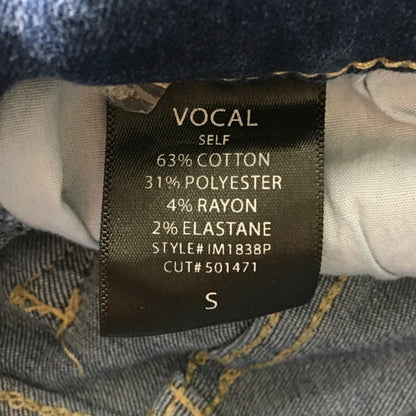 VOCAL
SELF
63% COTTON
31% POLYESTER
4% RAYON
2% ELASTANE
STYLE# IM1838P
CUT# 501471
S